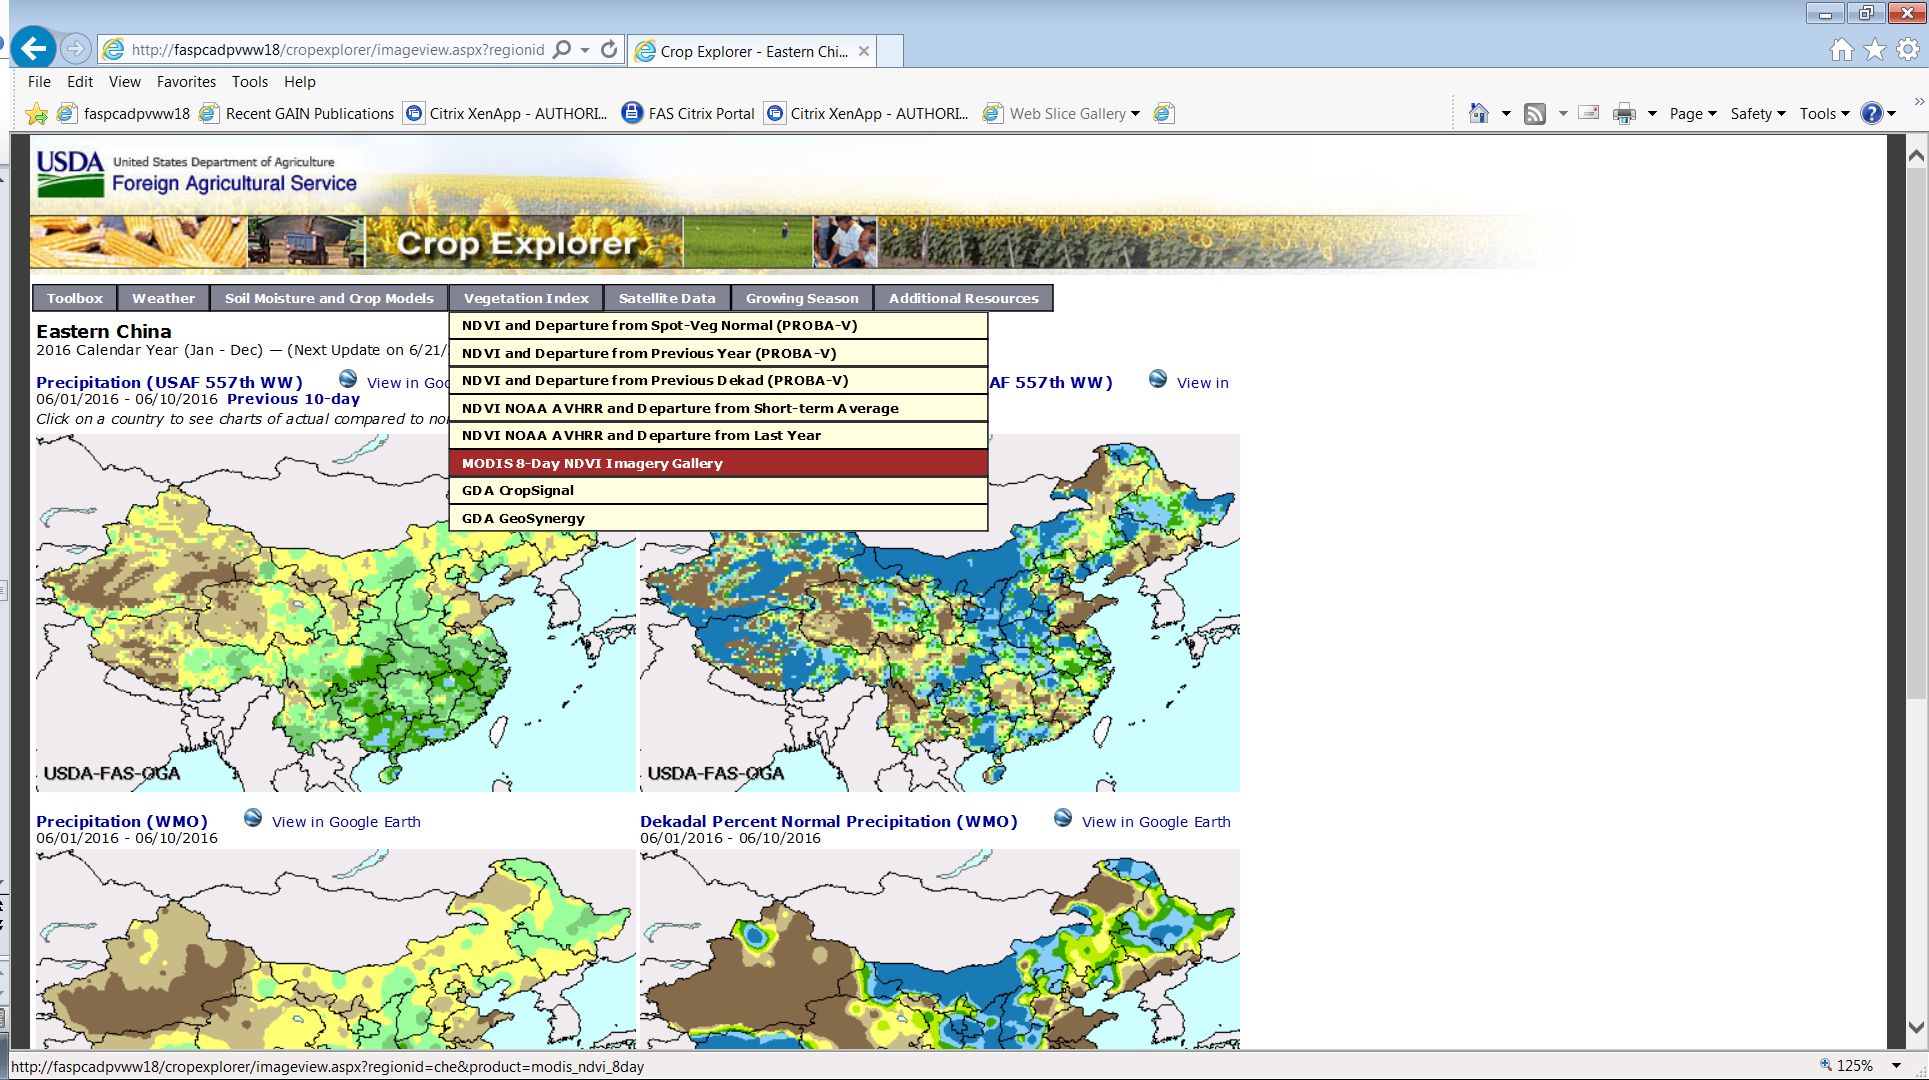 http://faspcadpvww18/cropexplorer/imageview.aspx?regionid
Crop Explorer - Eastern Chi...
File Edit View Favorites Tools Help
faspcadpvww18 Recent GAIN Publications Citrix XenApp - AUTHORI... FAS Citrix Portal Citrix XenApp - AUTHORI... Web Slice Gallery
Page Safety Tools
USDA United States Department of Agriculture
Foreign Agricultural Service
Crop Explorer
Toolbox Weather Soil Moisture and Crop Models Vegetation Index Satellite Data Growing Season Additional Resources
NDVI and Departure from Spot-Veg Normal (PROBA-V)
NDVI and Departure from Previous Year (PROBA-V)
NDVI and Departure from Previous Dekad (PROBA-V)
NDVI NOAA AVHRR and Departure from Short-term Average
NDVI NOAA AVHRR and Departure from Last Year
MODIS 8-Day NDVI Imagery Gallery
GDA CropSignal
GDA GeoSynergy
Eastern China
2016 Calendar Year (Jan - Dec) — (Next Update on 6/21/
Precipitation (USAF 557th WW) View in Goo
06/01/2016 - 06/10/2016 Previous 10-day
Click on a country to see charts of actual compared to nor
AF 557th WW) View in
USDA-FAS-OGA
USDA-FAS-OGA
Precipitation (WMO) View in Google Earth
06/01/2016 - 06/10/2016
Dekadal Percent Normal Precipitation (WMO) View in Google Earth
06/01/2016 - 06/10/2016
http://faspcadpvww18/cropexplorer/imageview.aspx?regionid=che&product=modis_ndvi_8day
125%